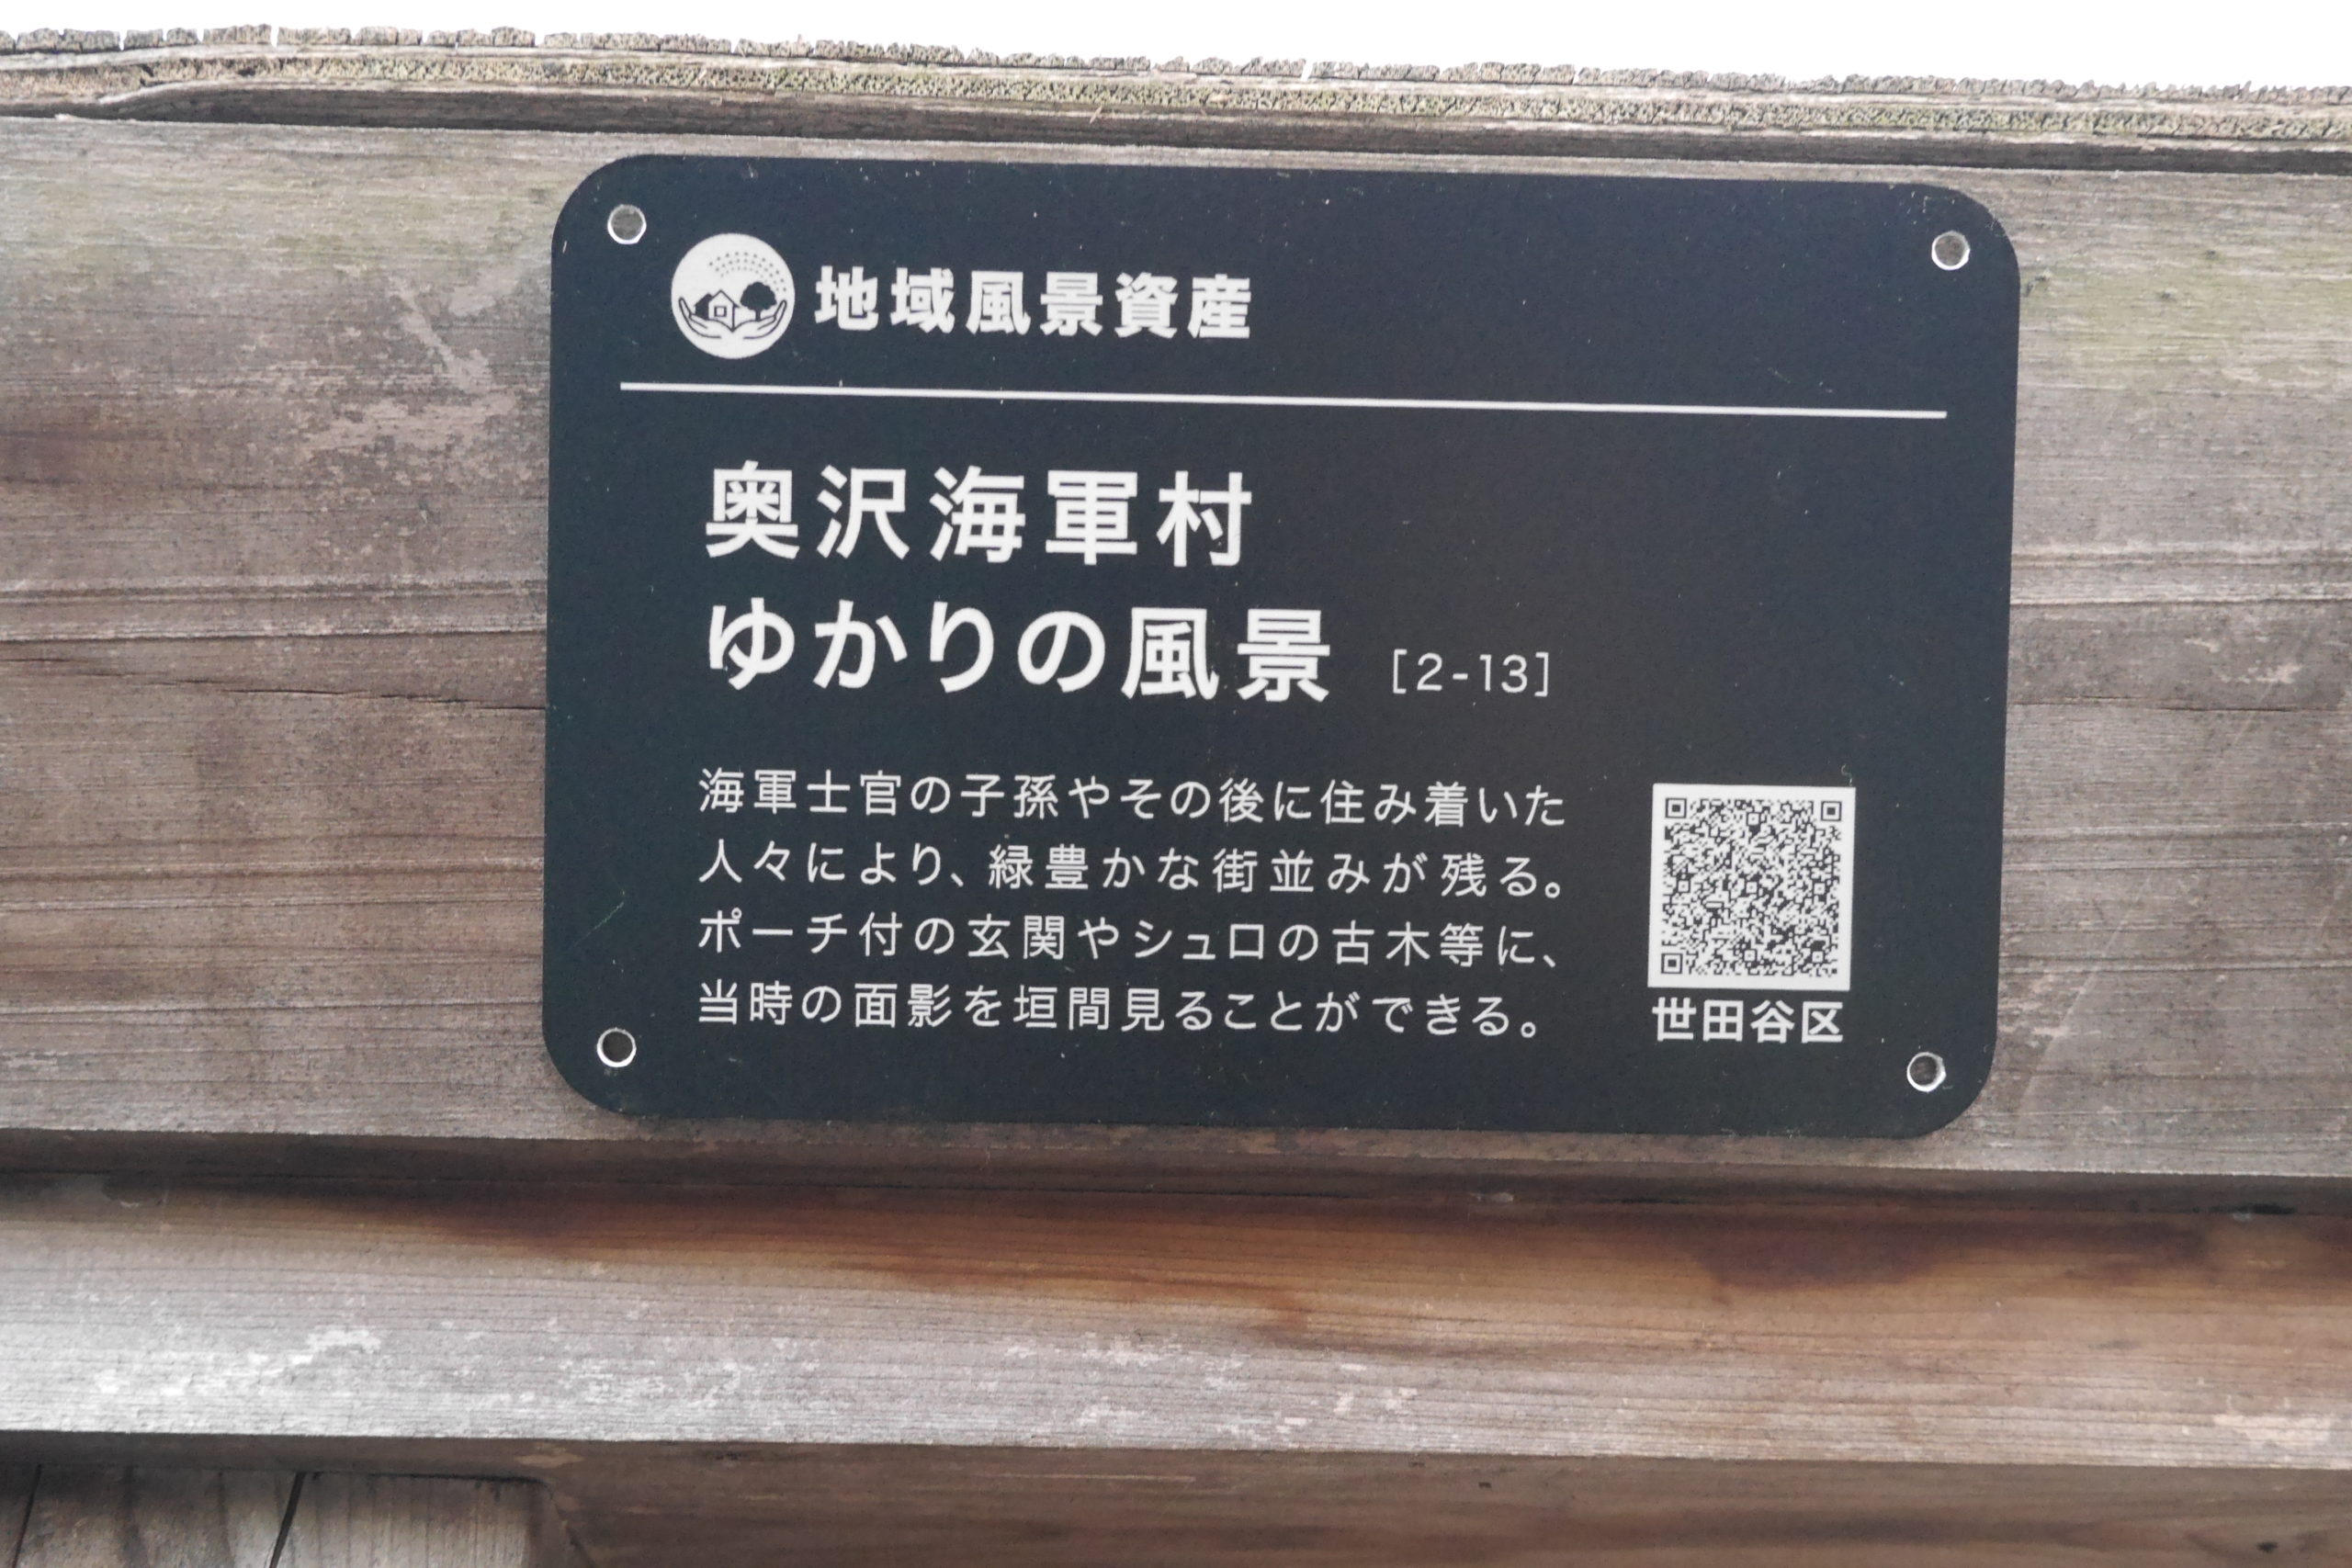 地域風景資産
奥沢海軍村
ゆかりの風景 [2-13]
海軍士官の子孫やその後に住み着いた
人々により、緑豊かな街並みが残る。
ポーチ付の玄関やシュロの古木等に、
当時の面影を垣間見ることができる。
世田谷区